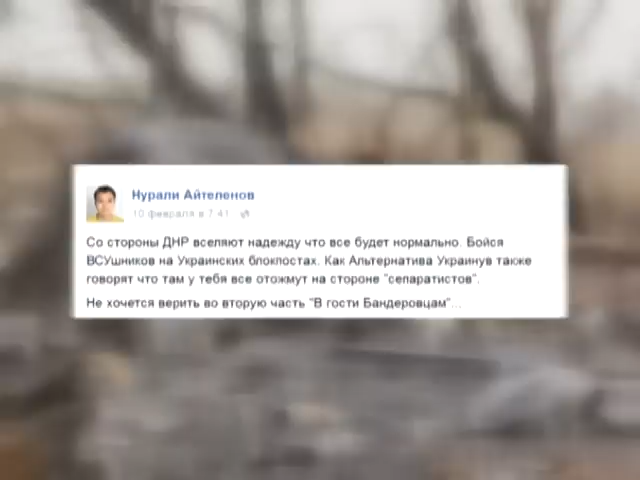 Нурали Айтеленов
10 февраля в 7:41
Со стороны ДНР вселяют надежду что все будет нормально. Бойся
ВСУшников на Украинских блокпостах. Как Альтернатива Украинув также
говорят что там у тебя все отожмут на стороне "сепаратистов".
Не хочется верить во вторую часть "В гости Бандеровцам"...